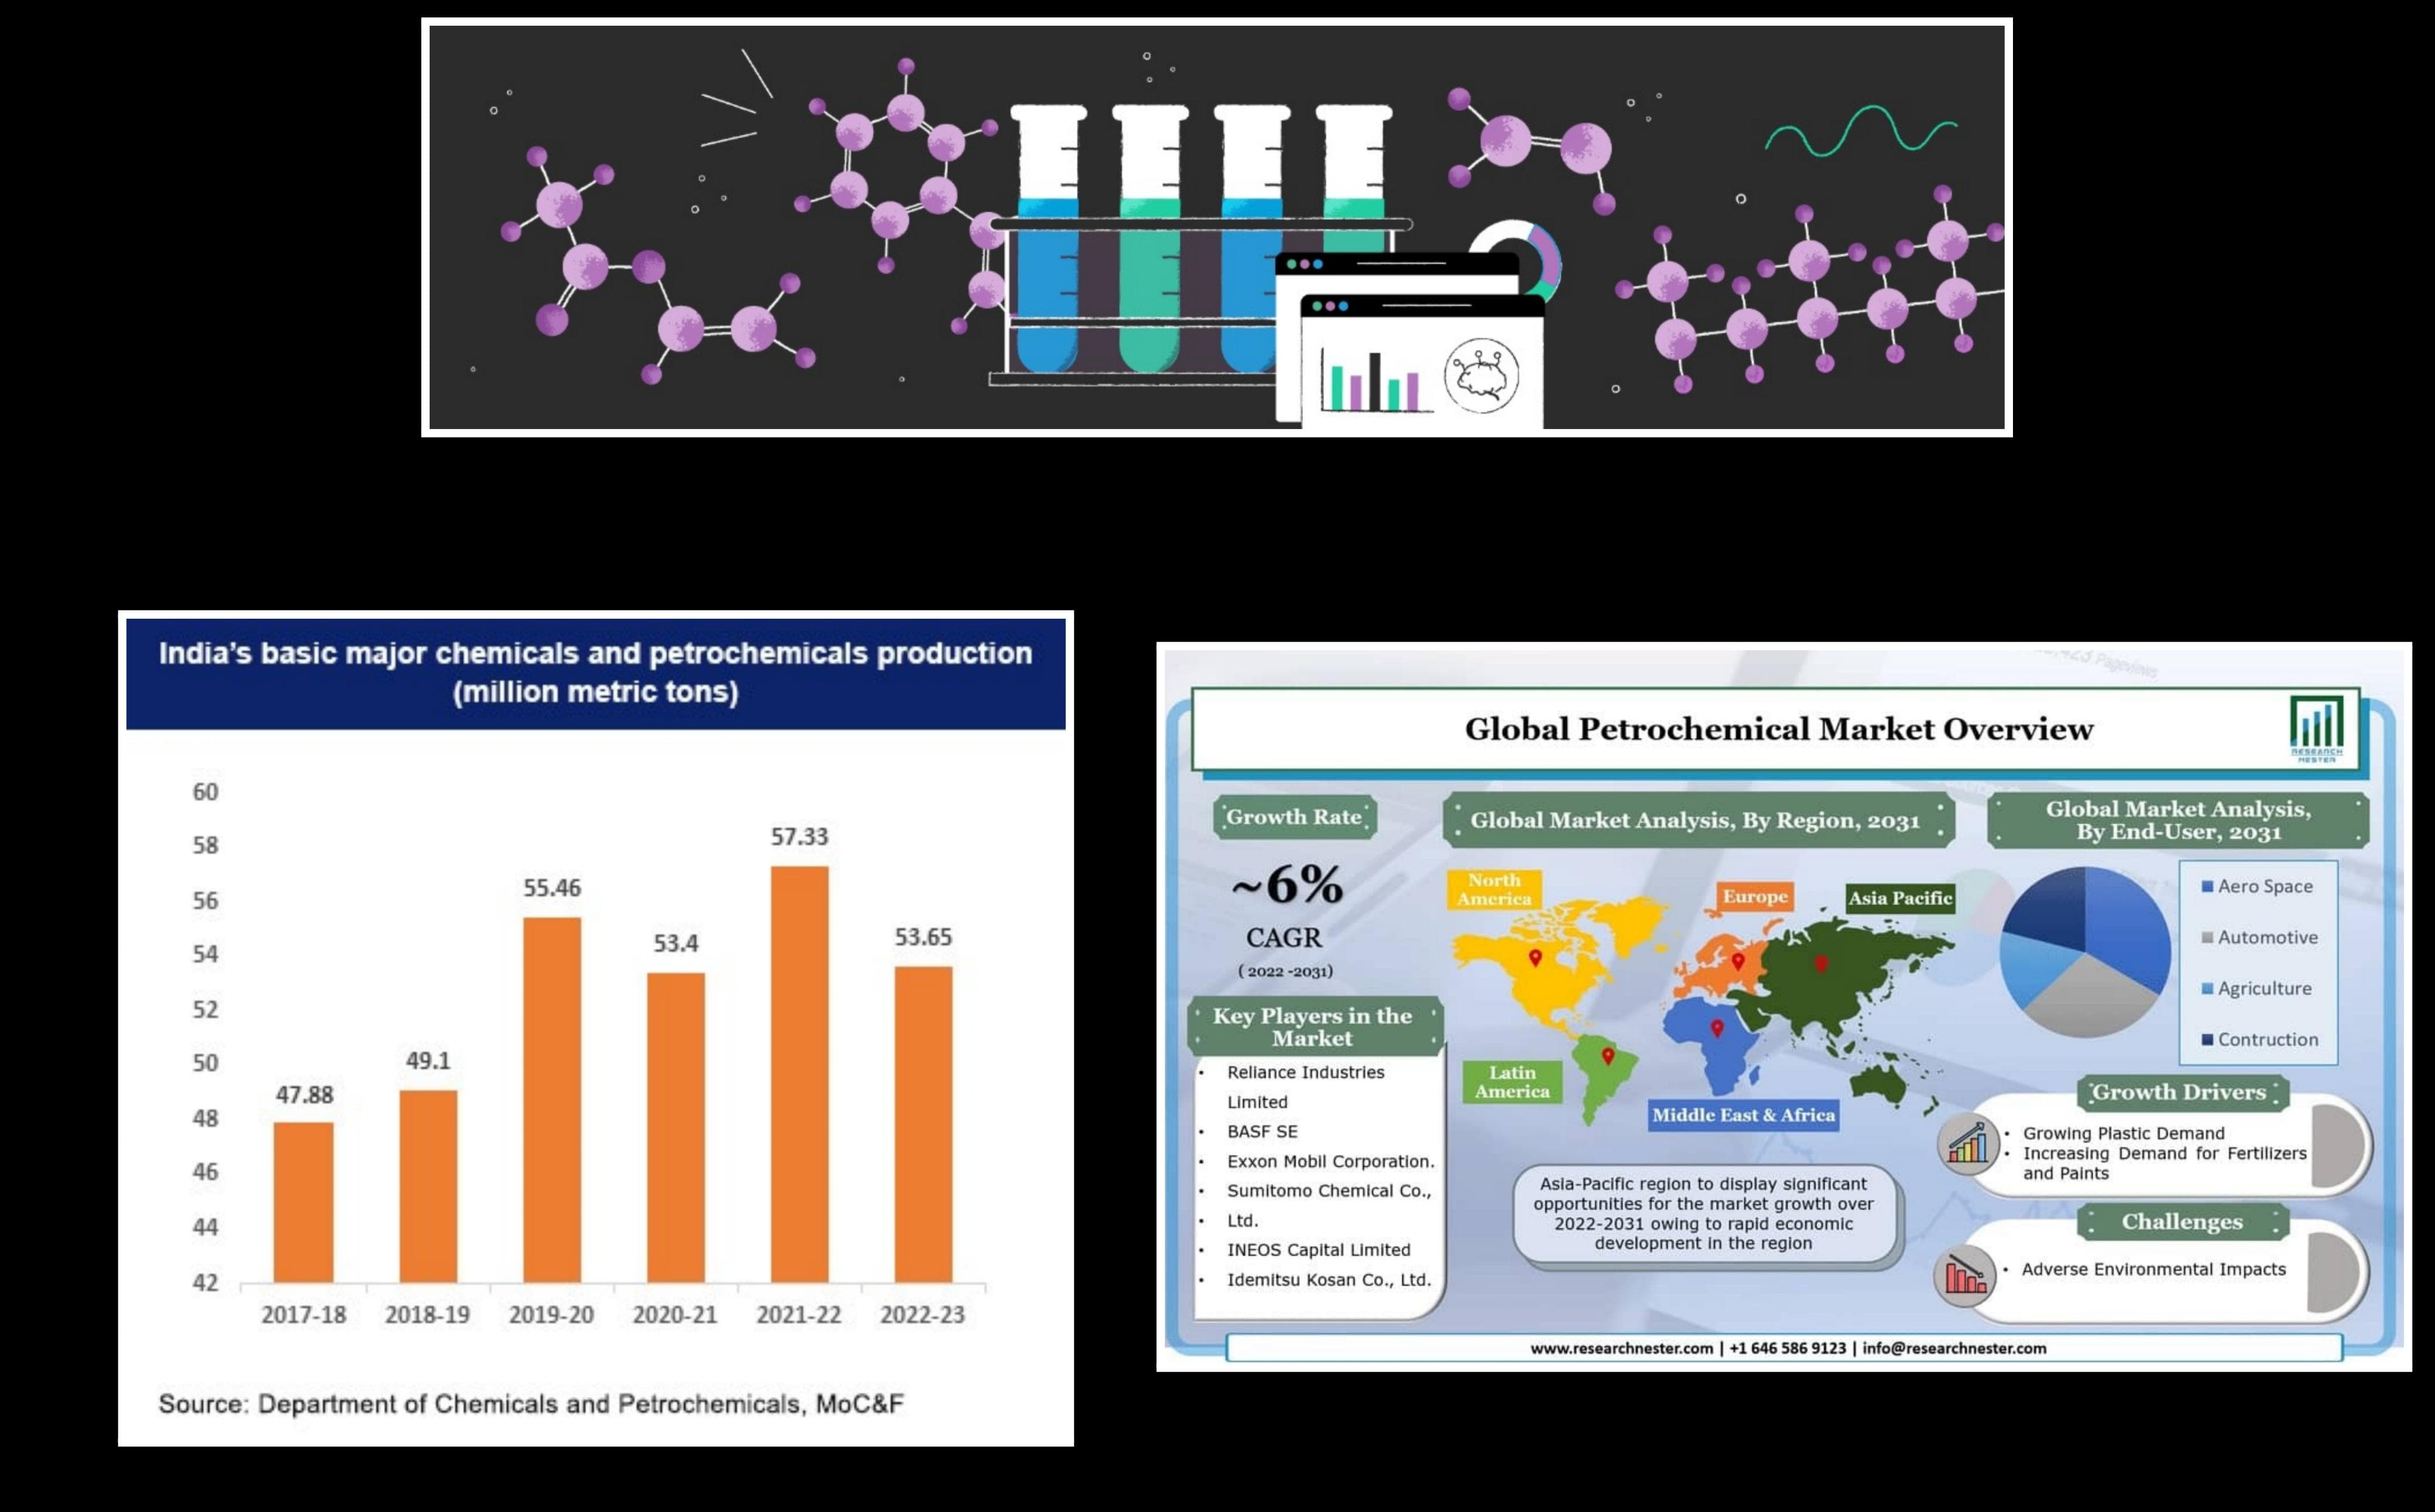 India's basic major chemicals and petrochemicals production
(million metric tons)
60
58
56
54
52
50
48
46
44
42
47.88
49.1
55.46
53.4
57.33
53.65
2017-18
2018-19
2019-20
2020-21
2021-22
2022-23
Source: Department of Chemicals and Petrochemicals, MoC&F
423 Pageviews
Global Petrochemical Market Overview
RESEARCH
NESTER
Growth Rate
~6%
CAGR
( 2022 -2031)
Key Players in the
Market
• Reliance Industries
Limited
• BASF SE
• Exxon Mobil Corporation.
• Sumitomo Chemical Co.,
• Ltd.
• INEOS Capital Limited
• Idemitsu Kosan Co., Ltd.
Global Market Analysis, By Region, 2031
North
America
Europe
Asia Pacific
Latin
America
Middle East & Africa
Asia-Pacific region to display significant
opportunities for the market growth over
2022-2031 owing to rapid economic
development in the region
Global Market Analysis,
By End-User, 2031
Aero Space
Automotive
Agriculture
Contruction
Growth Drivers
• Growing Plastic Demand
• Increasing Demand for Fertilizers
and Paints
Challenges
• Adverse Environmental Impacts
www.researchnester.com | +1 646 586 9123 | info@researchnester.com